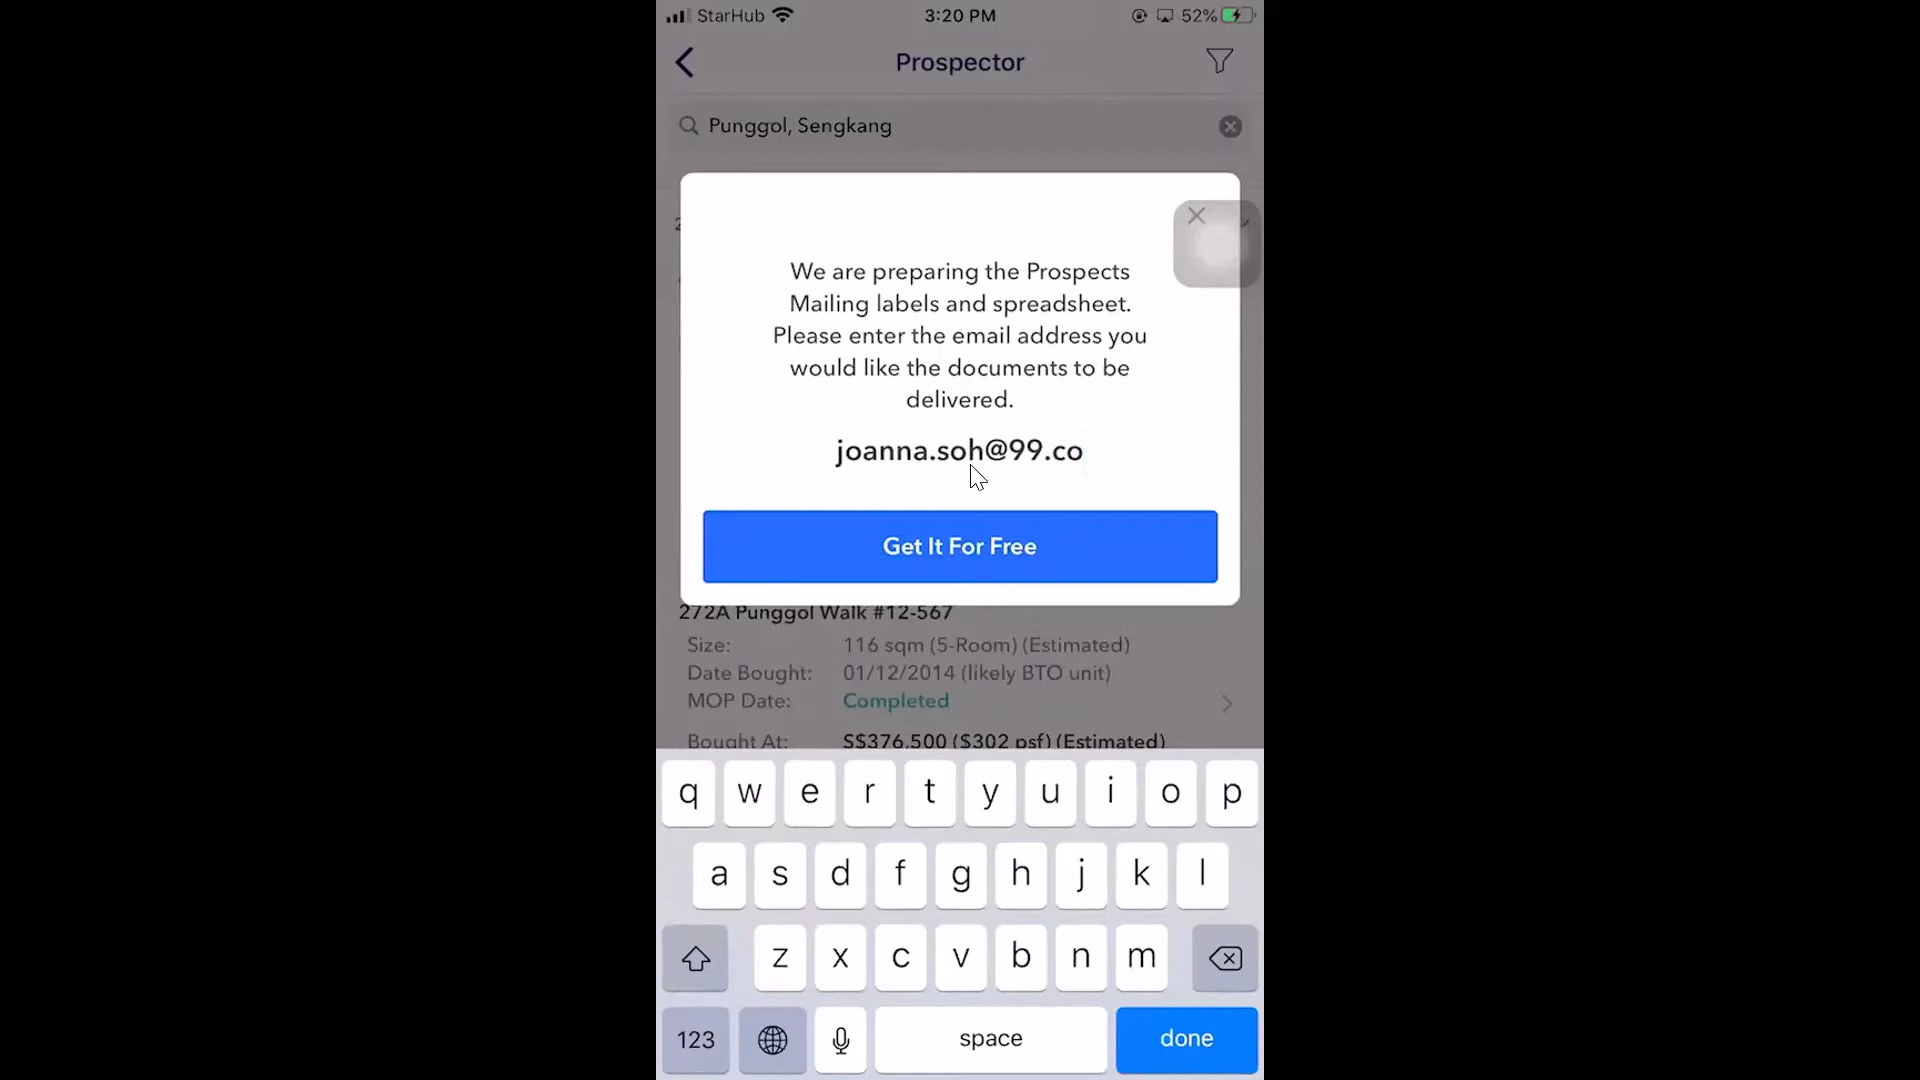 StarHub 3:20 PM 52%
Prospector
Punggol, Sengkang
We are preparing the Prospects
Mailing labels and spreadsheet.
Please enter the email address you
would like the documents to be
delivered.
joanna.soh@99.co
Get It For Free
272A Punggol Walk #12-567
Size: 116 sqm (5-Room) (Estimated)
Date Bought: 01/12/2014 (likely BTO unit)
MOP Date: Completed
Bought At: S$376,500 ($302 psf) (Estimated)
q w e r t y u i o p
a s d f g h j k l
z x c v b n m
123 space done